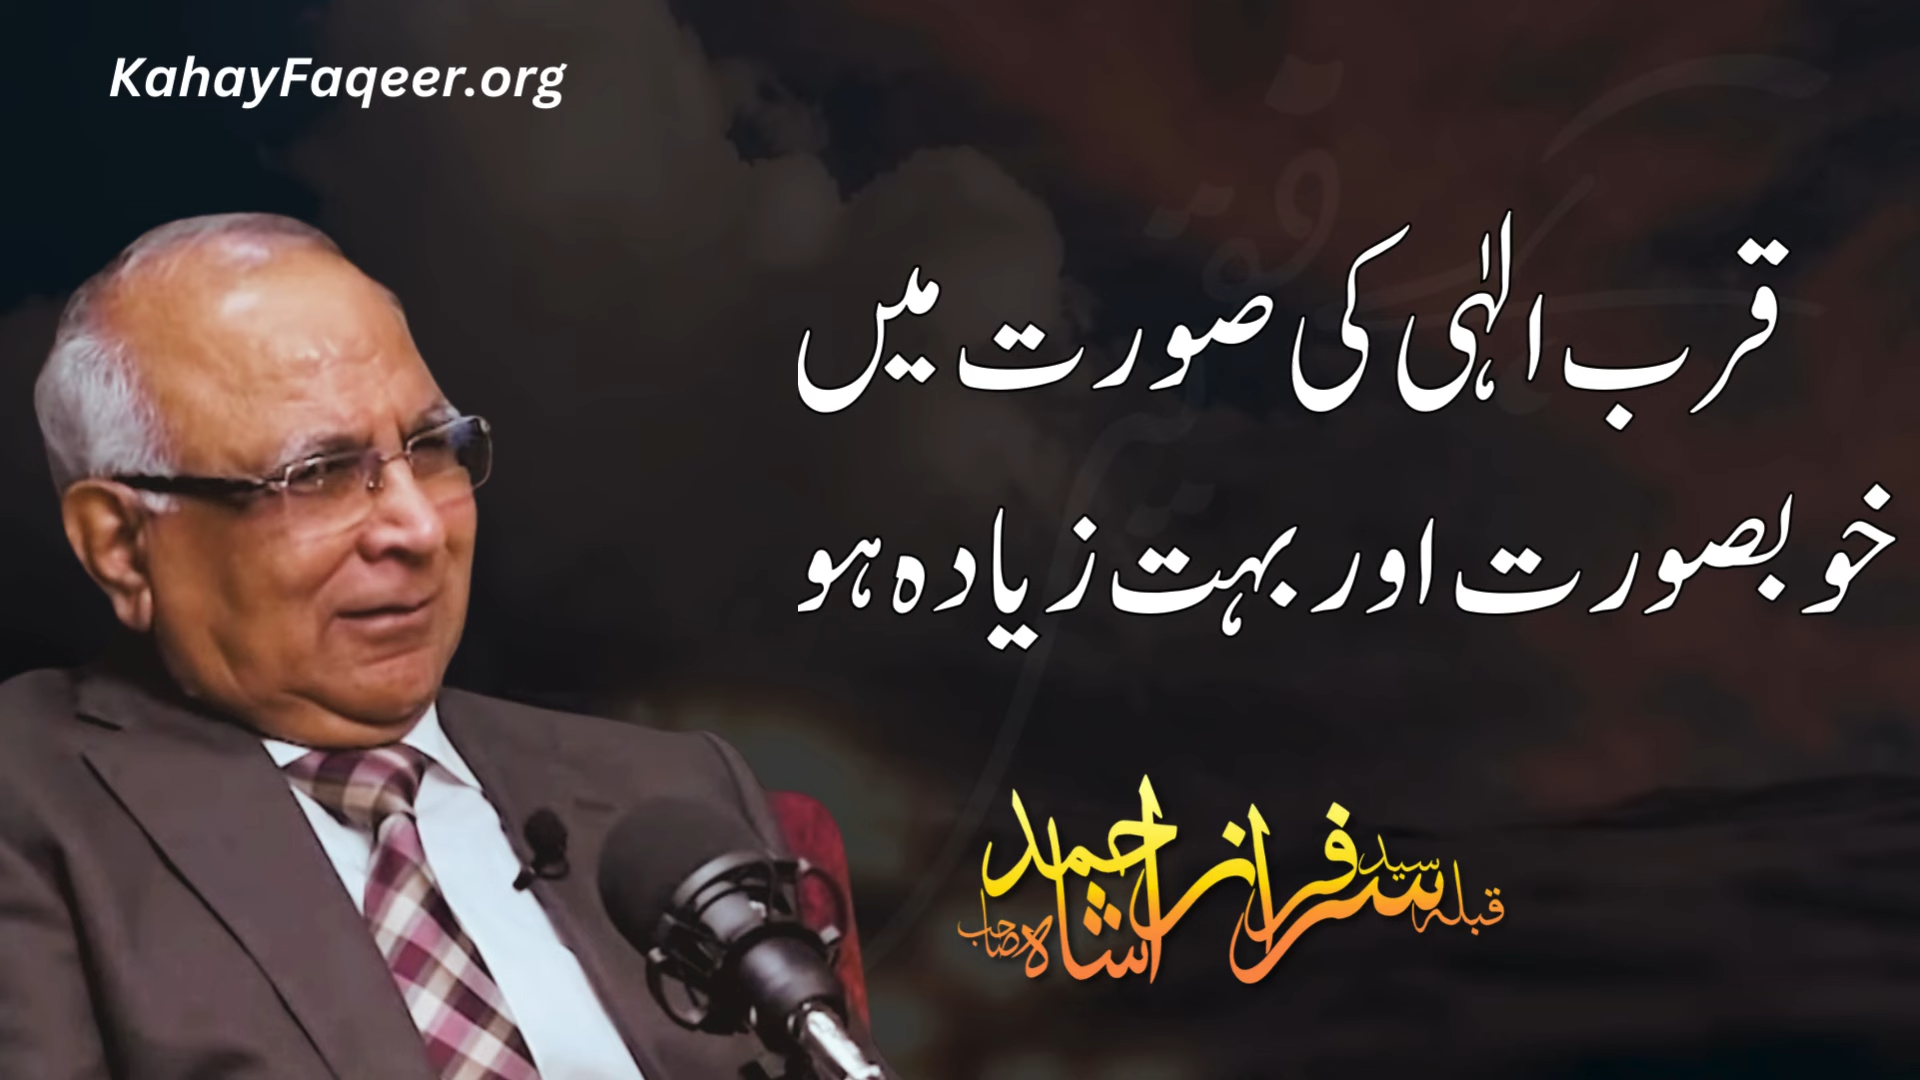 KahayFaqeer.org
قرب الٰہی کی صورت میں
خوبصورت اور بہت زیادہ ہو
قبلہ سید سرفراز احمد شاہ صاحب